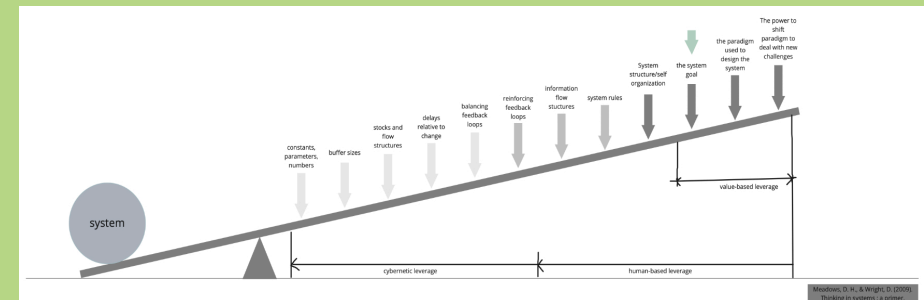 system
constants,
parameters,
numbers
buffer sizes
stocks and
flow
structures
delays
relative to
change
balancing
feedback
loops
reinforcing
feedback
loops
information
flow
stuctures
system rules
System
structure/self
organization
the system
goal
the paradigm
used to
design the
system
The power to
shift
paradigm to
deal with new
challenges
value-based leverage
cybernetic leverage
human-based leverage
Meadows, D. H., & Wright, D. (2009).
Thinking in systems : a primer.